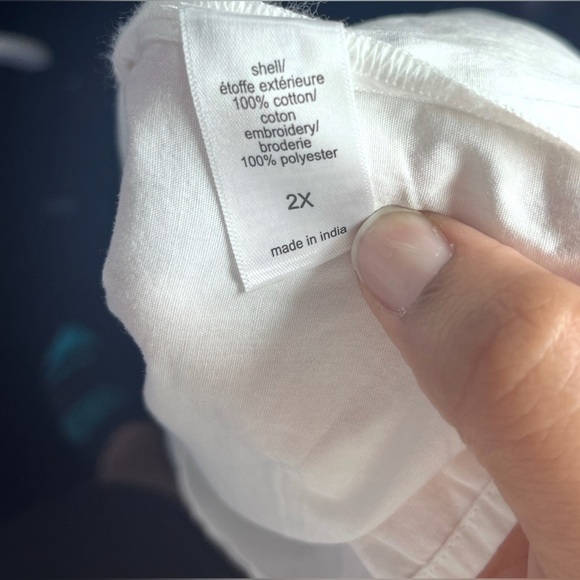 shell/
étoffe extérieure
100% cotton/
coton
embroidery/
broderie
100% polyester
2X
made in india